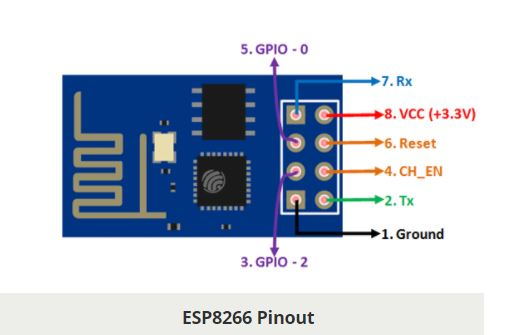 5. GPIO - 0
7. Rx
8. VCC (+3.3V)
6. Reset
4. CH_EN
2. Tx
1. Ground
3. GPIO - 2
ESP8266 Pinout